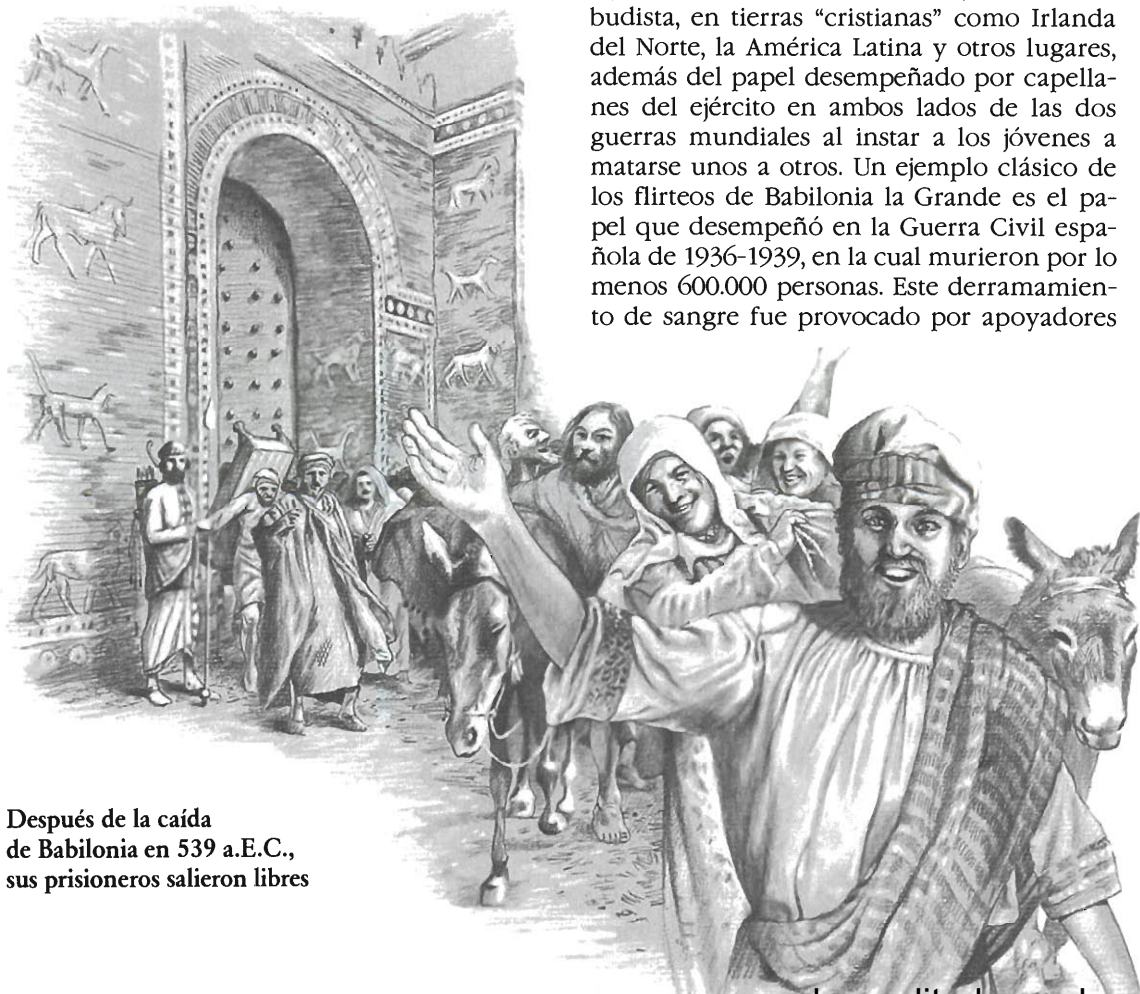 budista, en tierras “cristianas” como Irlanda
del Norte, la América Latina y otros lugares,
además del papel desempeñado por capella-
nes del ejército en ambos lados de las dos
guerras mundiales al instar a los jóvenes a
matarse unos a otros. Un ejemplo clásico de
los flirteos de Babilonia la Grande es el pa-
pel que desempeñó en la Guerra Civil espa-
ñola de 1936-1939, en la cual murieron por lo
menos 600.000 personas. Este derramamien-
to de sangre fue provocado por apoyadores
Después de la caída
de Babilonia en 539 a.E.C.,
sus prisioneros salieron libres